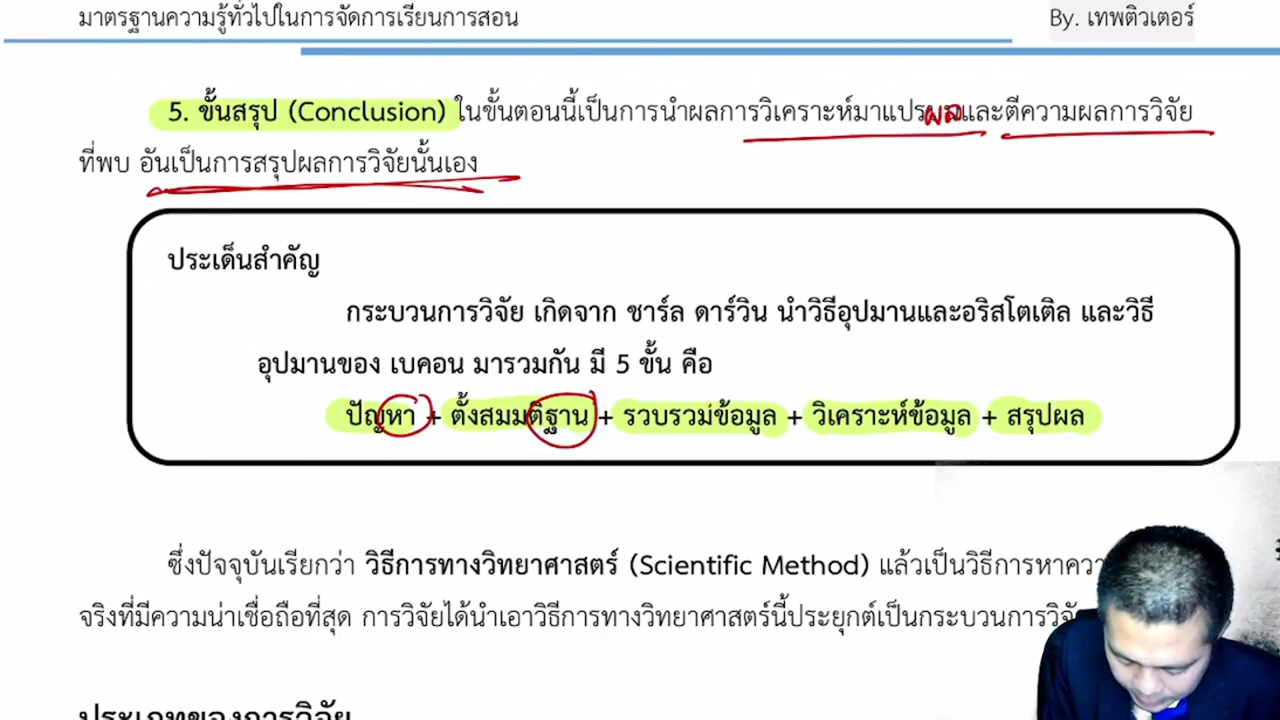 มาตรฐานความรู้ทั่วไปในการจัดการเรียนการสอน By. เทพติวเตอร์
5. ขั้นสรุป (Conclusion) ในขั้นตอนนี้เป็นการนำผลการวิเคราะห์มาแปรผลและตีความผลการวิจัย
ที่พบ อันเป็นการสรุปผลการวิจัยนั้นเอง
ประเด็นสำคัญ
กระบวนการวิจัย เกิดจาก ชาร์ล ดาร์วิน นำวิธีอุปมานและอริสโตเติล และวิธี
อุปมานของ เบคอน มารวมกัน มี 5 ขั้น คือ
ปัญหา + ตั้งสมมติฐาน + รวบรวมข้อมูล + วิเคราะห์ข้อมูล + สรุปผล
ซึ่งปัจจุบันเรียกว่า วิธีการทางวิทยาศาสตร์ (Scientific Method) แล้วเป็นวิธีการหาความ
จริงที่มีความน่าเชื่อถือที่สุด การวิจัยได้นำเอาวิธีการทางวิทยาศาสตร์นี้ประยุกต์เป็นกระบวนการ
ประเภทของการวิจัย